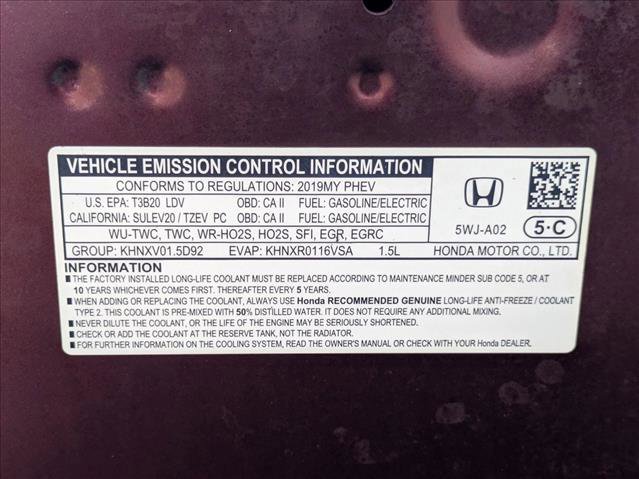 VEHICLE EMISSION CONTROL INFORMATION
CONFORMS TO REGULATIONS: 2019MY PHEV
U.S. EPA: T3B20 LDV OBD: CA II FUEL: GASOLINE/ELECTRIC
CALIFORNIA: SULEV20 / TZEV PC OBD: CA II FUEL: GASOLINE/ELECTRIC
5WJ-A02 5·C
WU-TWC, TWC, WR-HO2S, HO2S, SFI, EGR, EGRC
GROUP: KHNXV01.5D92 EVAP: KHNXR0116VSA 1.5L HONDA MOTOR CO., LTD.
INFORMATION
■ THE FACTORY INSTALLED LONG-LIFE COOLANT MUST BE REPLACED ACCORDING TO MAINTENANCE MINDER SUB CODE 5, OR AT
10 YEARS WHICHEVER COMES FIRST. THEREAFTER EVERY 5 YEARS.
■ WHEN ADDING OR REPLACING THE COOLANT, ALWAYS USE Honda RECOMMENDED GENUINE LONG-LIFE ANTI-FREEZE / COOLANT
TYPE 2. THIS COOLANT IS PRE-MIXED WITH 50% DISTILLED WATER. IT DOES NOT REQUIRE ANY ADDITIONAL MIXING.
■ NEVER DILUTE THE COOLANT, OR THE LIFE OF THE ENGINE MAY BE SERIOUSLY SHORTENED.
■ CHECK AND ADD THE COOLANT AT THE RESERVE TANK, NOT THE RADIATOR.
■ FOR FURTHER INFORMATION ON THE COOLING SYSTEM, READ THE OWNER'S MANUAL OR CHECK WITH YOUR Honda DEALER.